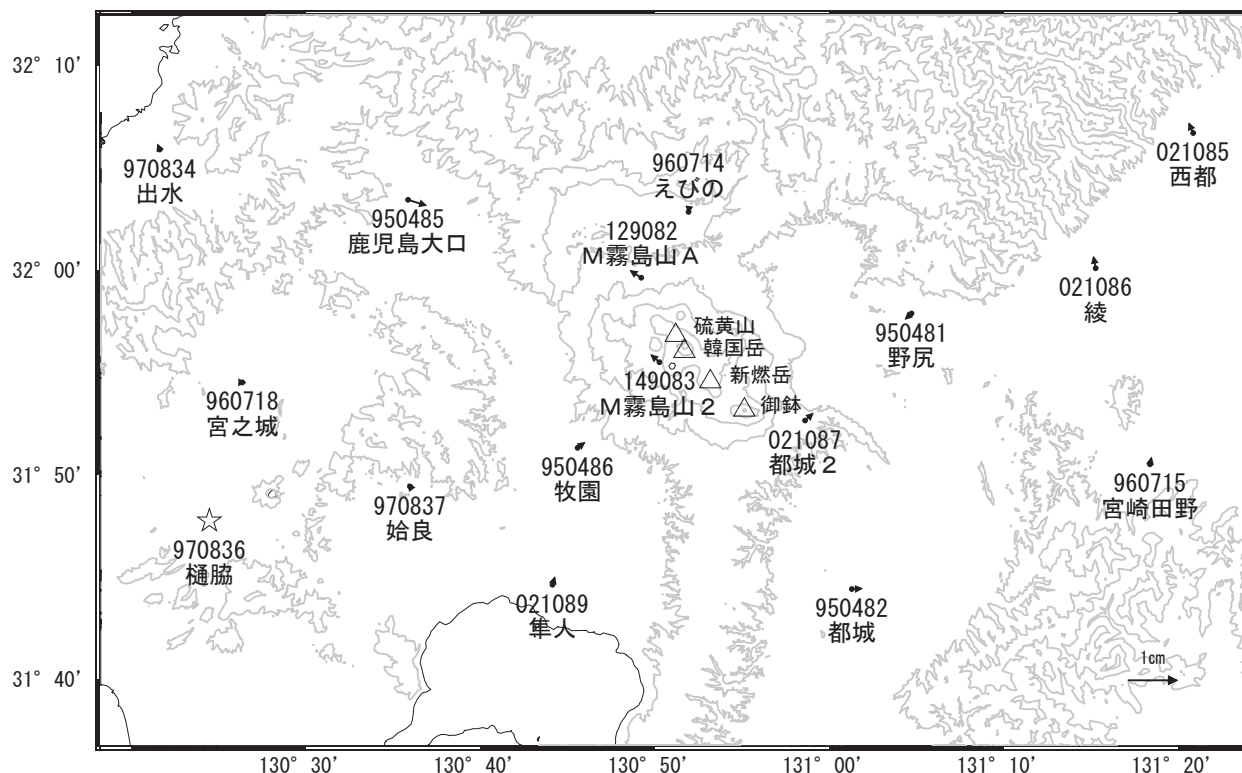 32° 10'
32° 00'
31° 50'
31° 40'
970834
出水
950485
鹿児島大口
960714
えびの
129082
M霧島山A
021085
西都
021086
綾
950481
野尻
硫黄山
韓国岳
新燃岳
御鉢
149083
M霧島山2
960718
宮之城
021087
都城2
950486
牧園
960715
宮崎田野
970837
姶良
970836
樋脇
021089
隼人
950482
都城
1cm
130° 30'
130° 40'
130° 50'
131° 00'
131° 10'
131° 20'